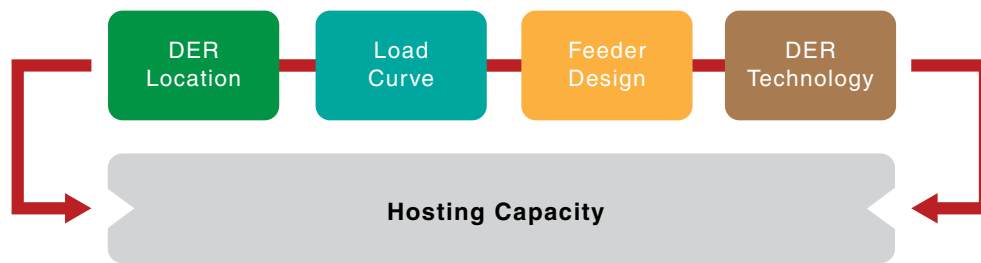 DER
Location
Load
Curve
Feeder
Design
DER
Technology
Hosting Capacity